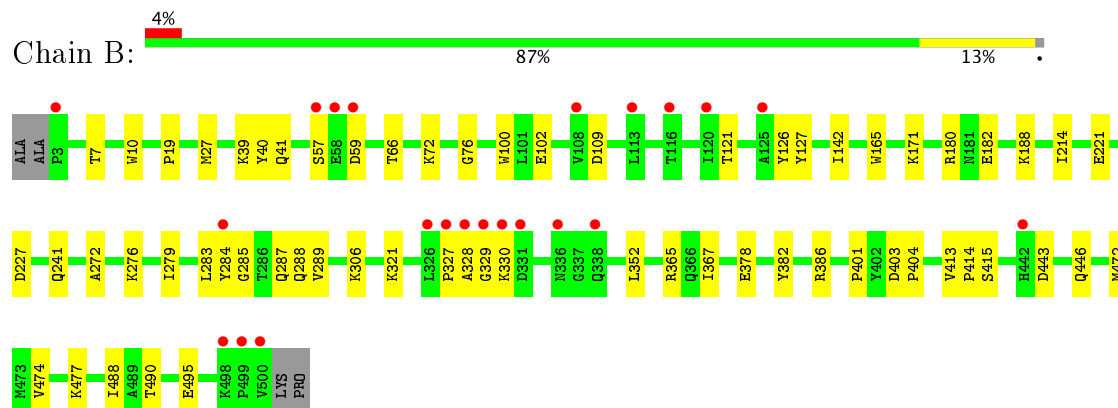 4%
Chain B:
87% 13% •
ALA ALA P3 T7 W10 P19 M27 K39 Y40 Q41 S57 E58 D59 T66 K72 G76 W100 L101 E102 V108 D109 L113 T116 I120 T121 A125 Y126 Y127 I142 W165 K171 R180 N181 E182 K188 I214 E221
D227 Q241 A272 K276 I279 L283 Y284 G285 T286 Q287 Q288 V289 K306 K321 L326 P327 A328 G329 K330 D331 N336 G337 Q338 L352 R365 Q366 I367 E378 Y382 R386 P401 Y402 D403 P404 V413 P414 S415 H442 D443 Q446 M472
M473 V474 K477 I488 A489 T490 E495 K498 P499 V500 LYS PRO